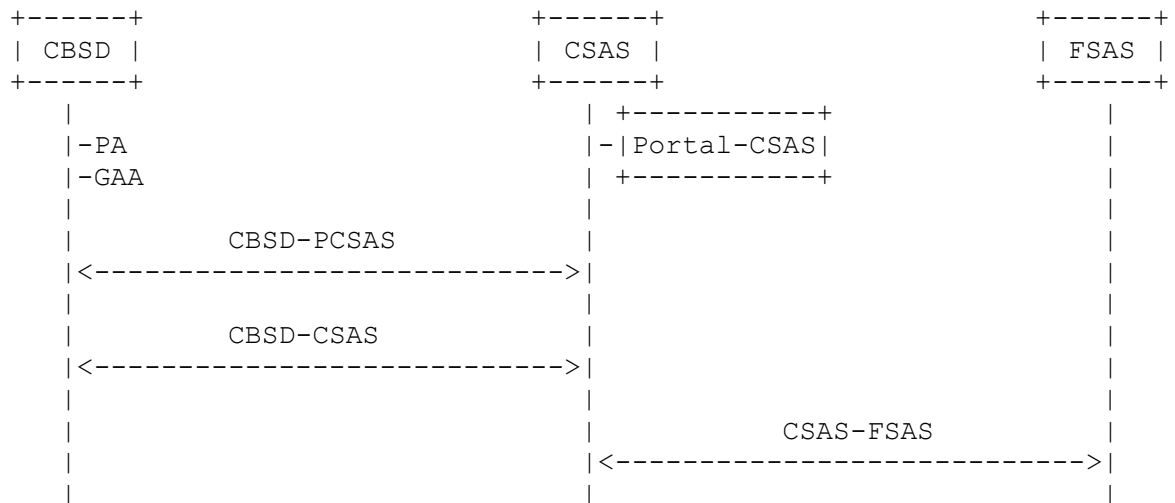 CBSD CSAS FSAS
-PA -Portal-CSAS
-GAA
CBSD-PCSAS
CBSD-CSAS
CSAS-FSAS